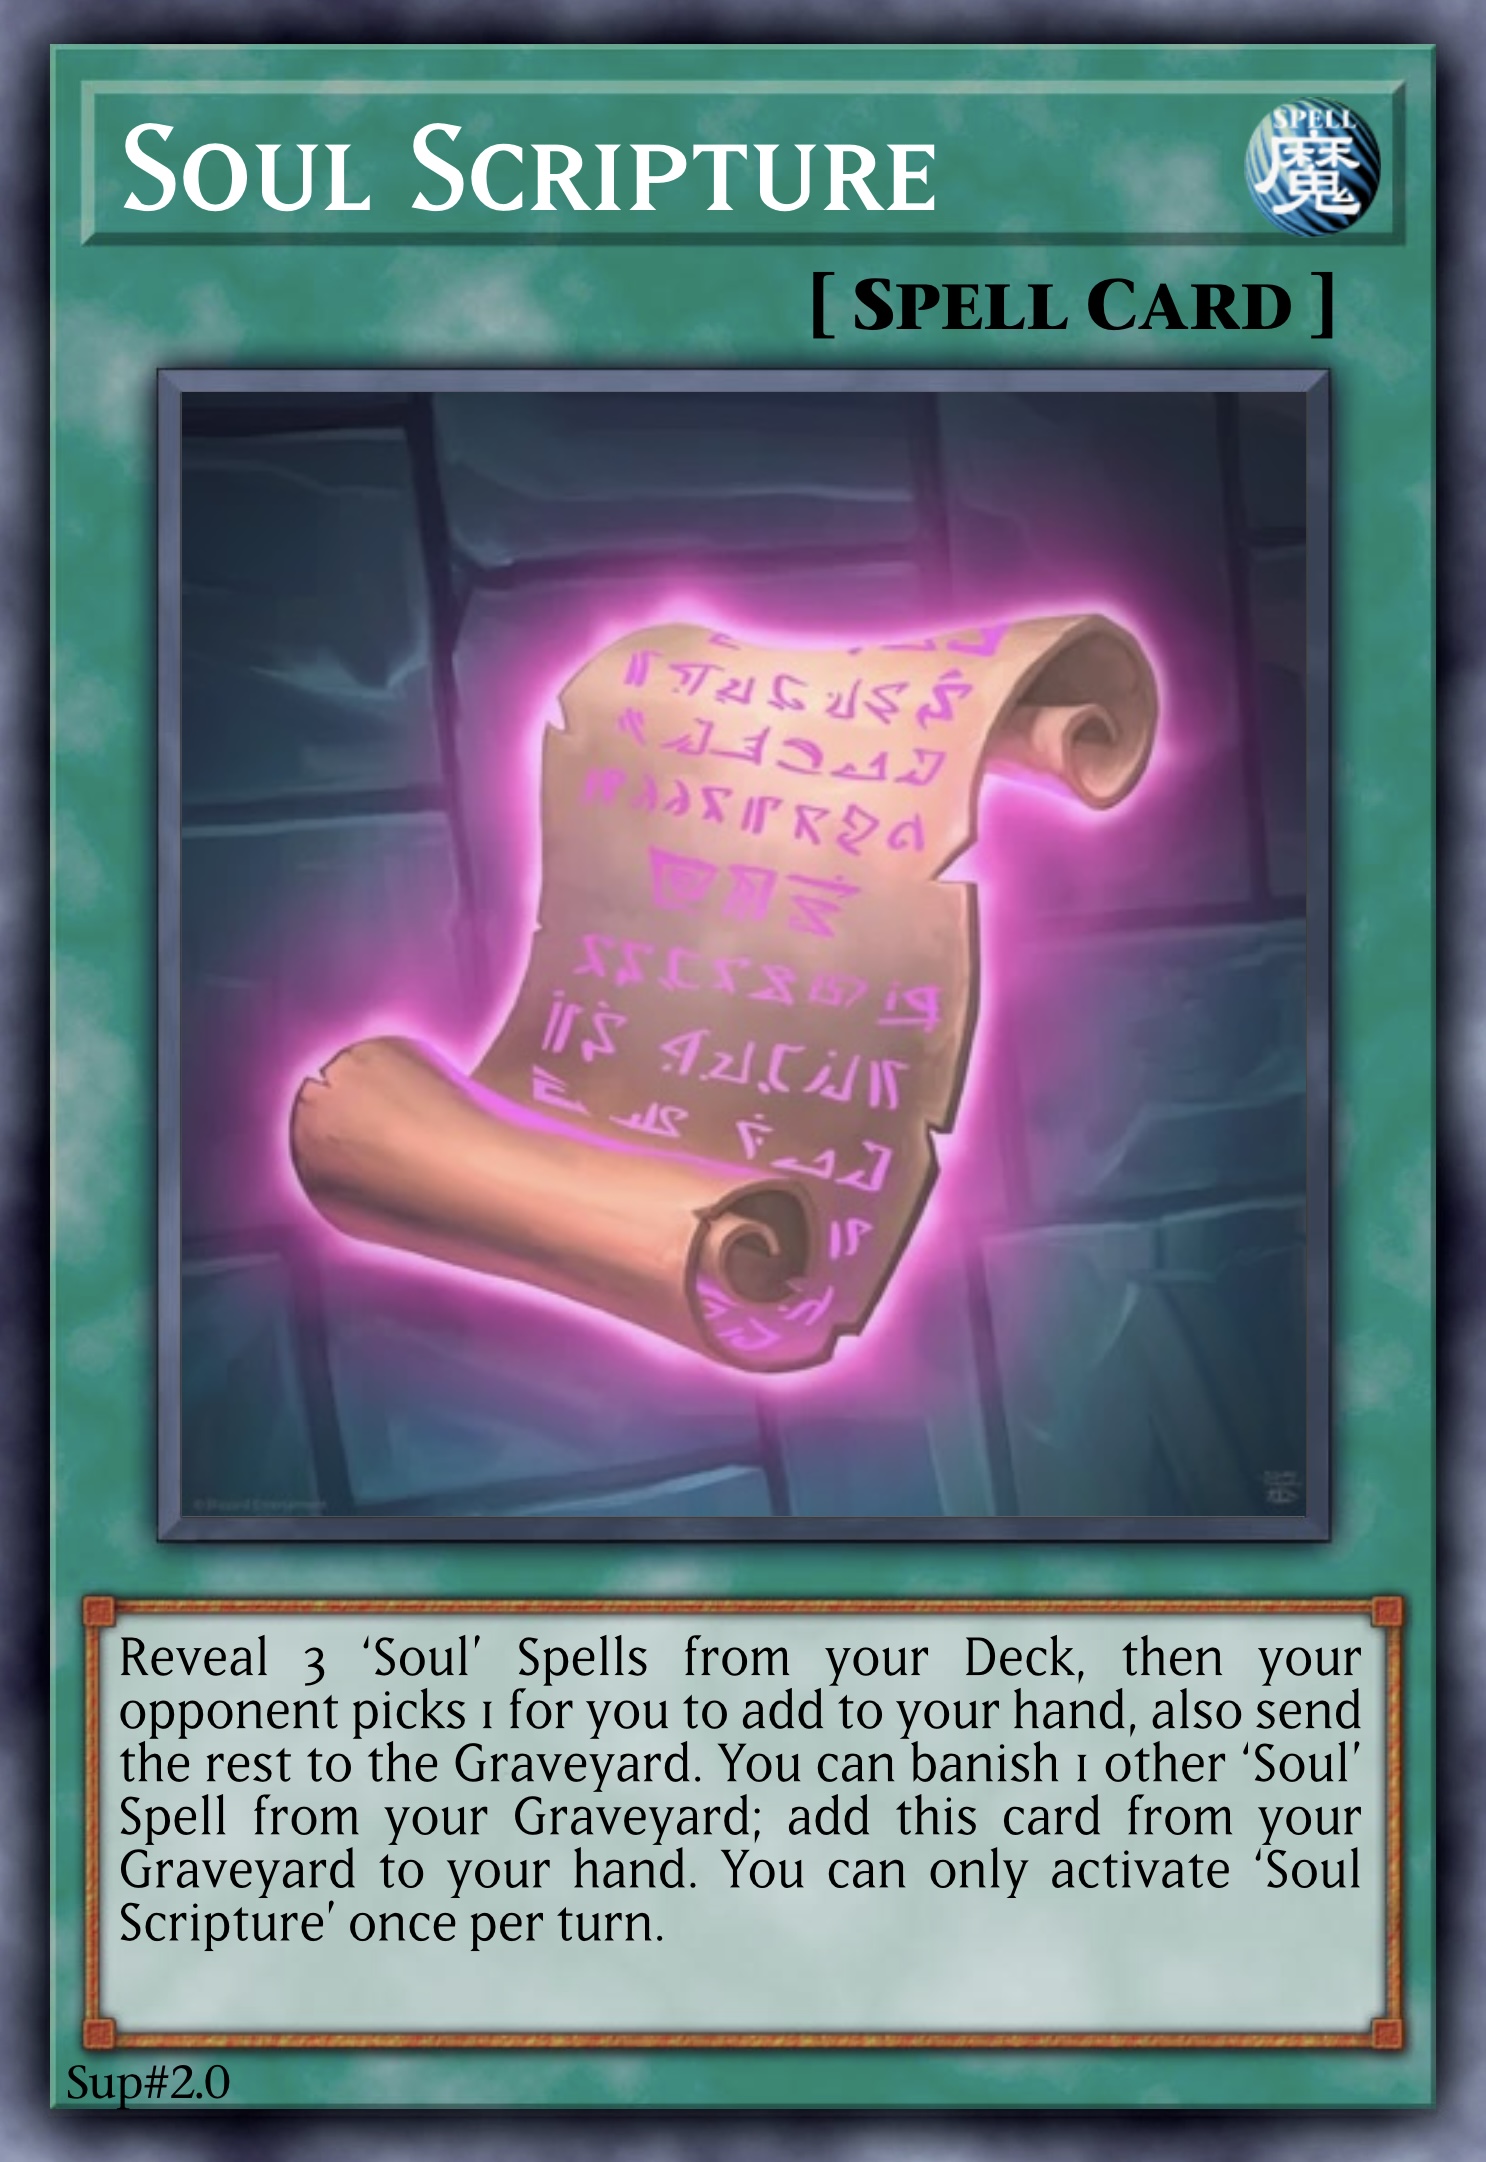 SOUL SCRIPTURE
SPELL
魔
[ SPELL CARD ]
© Blizzard Entertainment
Reveal 3 ‘Soul’ Spells from your Deck, then your
opponent picks 1 for you to add to your hand, also send
the rest to the Graveyard. You can banish 1 other ‘Soul’
Spell from your Graveyard; add this card from your
Graveyard to your hand. You can only activate ‘Soul
Scripture’ once per turn.
Sup#2.0